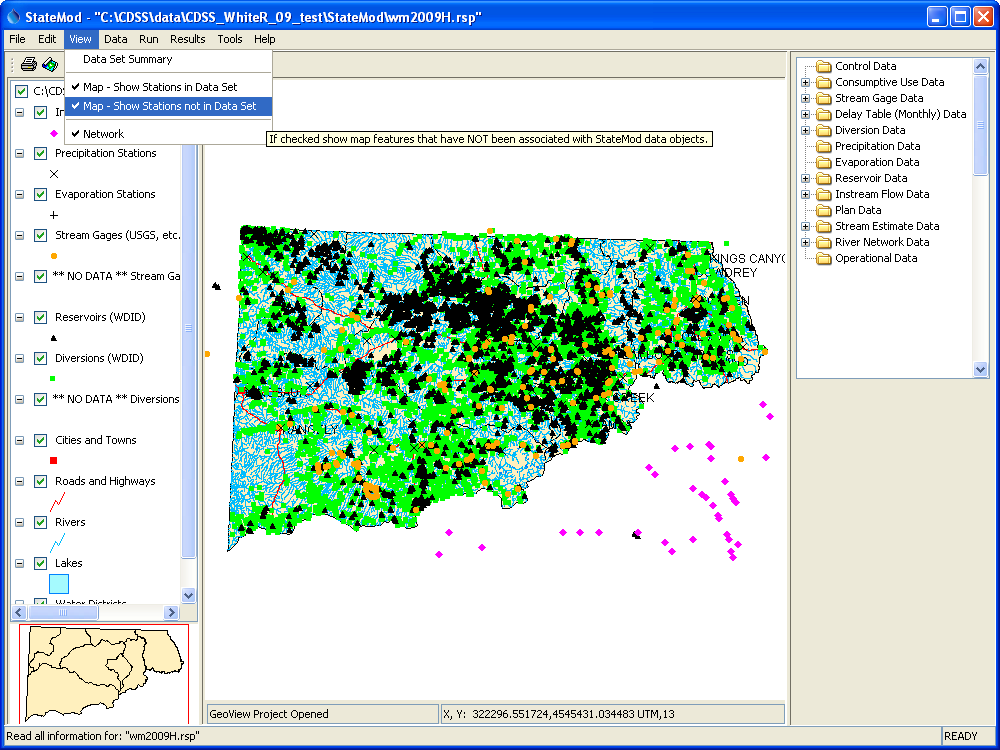 StateMod - "C:\CDSS\data\CDSS_WhiteR_09_test\StateMod\wm2009H.rsp"
File Edit View Data Run Results Tools Help
Data Set Summary
Map - Show Stations in Data Set
Map - Show Stations not in Data Set
Network
If checked show map features that have NOT been associated with StateMod data objects.
C:\CDS
In
Precipitation Stations
Evaporation Stations
Stream Gages (USGS, etc.
** NO DATA ** Stream Ga
Reservoirs (WDID)
Diversions (WDID)
** NO DATA ** Diversions
Cities and Towns
Roads and Highways
Rivers
Lakes
Water Districts
KINGS CANYO
EEK
Control Data
Consumptive Use Data
Stream Gage Data
Delay Table (Monthly) Data
Diversion Data
Precipitation Data
Evaporation Data
Reservoir Data
Instream Flow Data
Plan Data
Stream Estimate Data
River Network Data
Operational Data
GeoView Project Opened
X, Y: 322296.551724,4545431.034483 UTM,13
Read all information for: "wm2009H.rsp"
READY